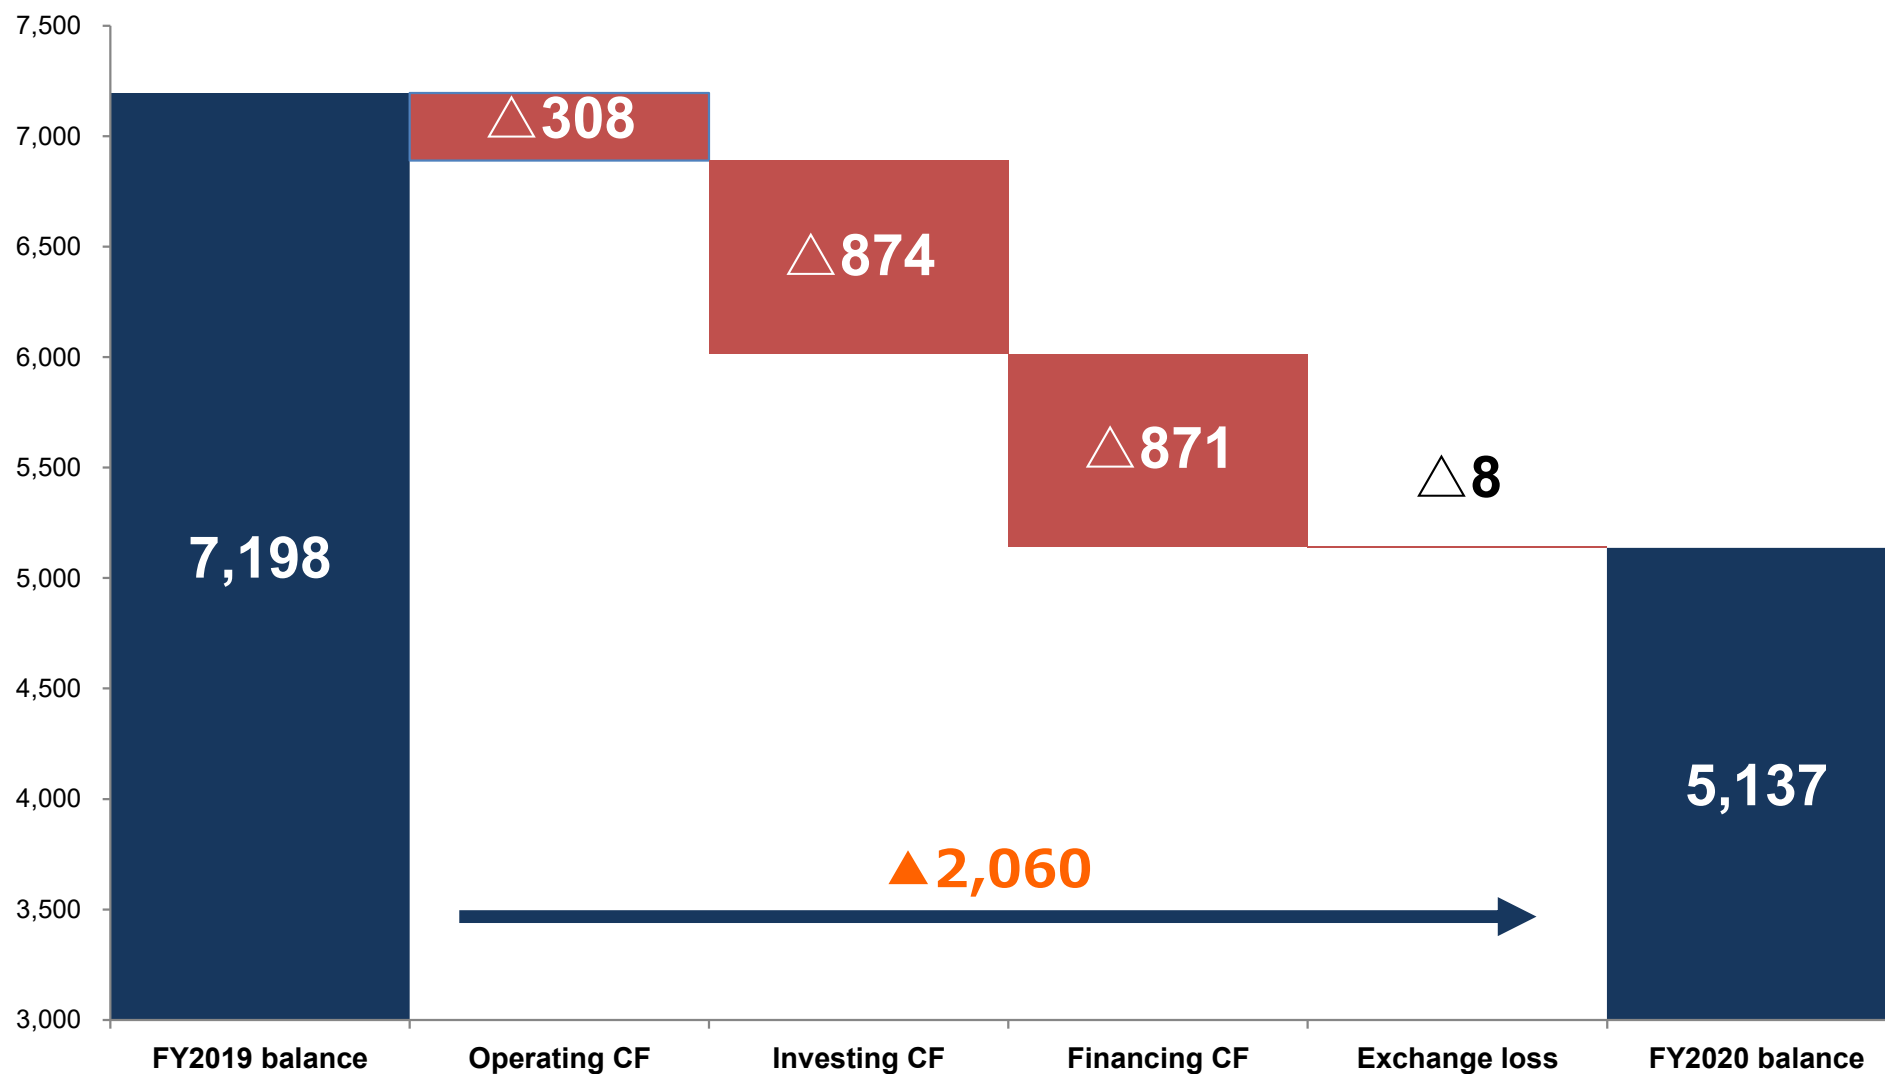 7,500
7,000
6,500
6,000
5,500
5,000
4,500
4,000
3,500
3,000
△308
△874
△871
△8
7,198
5,137
▲2,060
FY2019 balance
Operating CF
Investing CF
Financing CF
Exchange loss
FY2020 balance